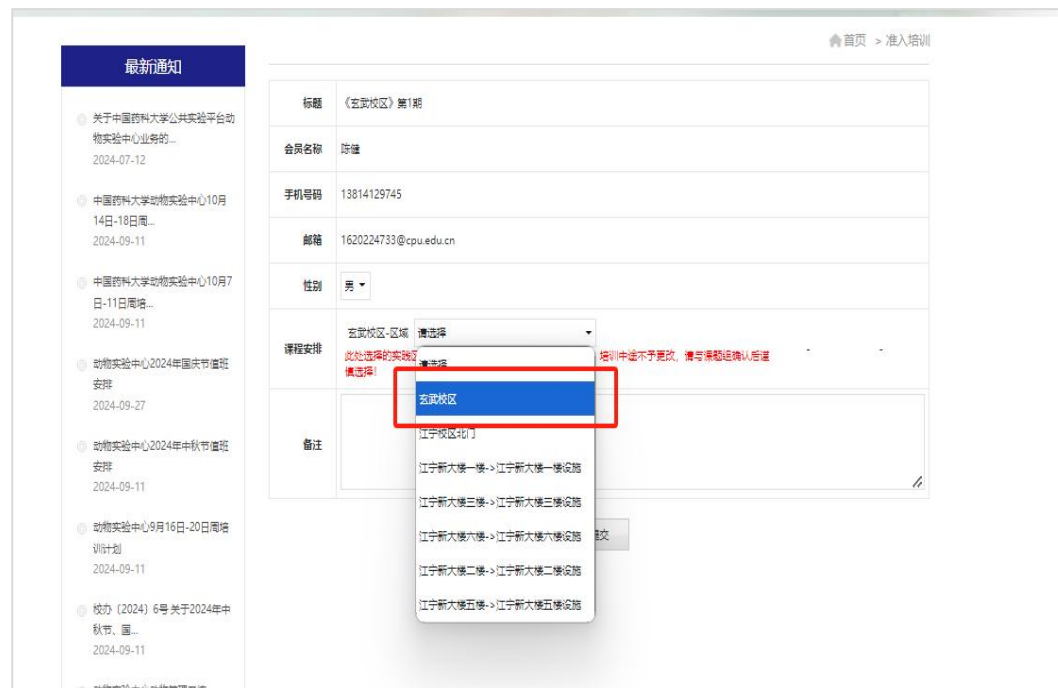 首页 > 准入培训
最新通知
关于中国药科大学公共实验平台动
物实验中心业务的...
2024-07-12
中国药科大学动物实验中心10月
14日-18日周...
2024-09-11
中国药科大学动物实验中心10月7
日-11日周培...
2024-09-11
动物实验中心2024年国庆节值班
安排
2024-09-27
动物实验中心2024年中秋节值班
安排
2024-09-11
动物实验中心9月16日-20日周培
训计划
2024-09-11
校办〔2024〕6号 关于2024年中
秋节、国...
2024-09-11
标题 《玄武校区》第1期
会员名称 陈健
手机号码 13814129745
邮箱 1620224733@cpu.edu.cn
性别 男
课程安排 玄武校区-区域 请选择
此处选择的实践 培训中途不予更改，请与课题组确认后谨
慎选择！
- -
请选择
玄武校区
江宁校区北门
江宁新大楼一楼->江宁新大楼一楼设施
江宁新大楼三楼->江宁新大楼三楼设施
江宁新大楼六楼->江宁新大楼六楼设施
江宁新大楼二楼->江宁新大楼二楼设施
江宁新大楼五楼->江宁新大楼五楼设施
备注
交